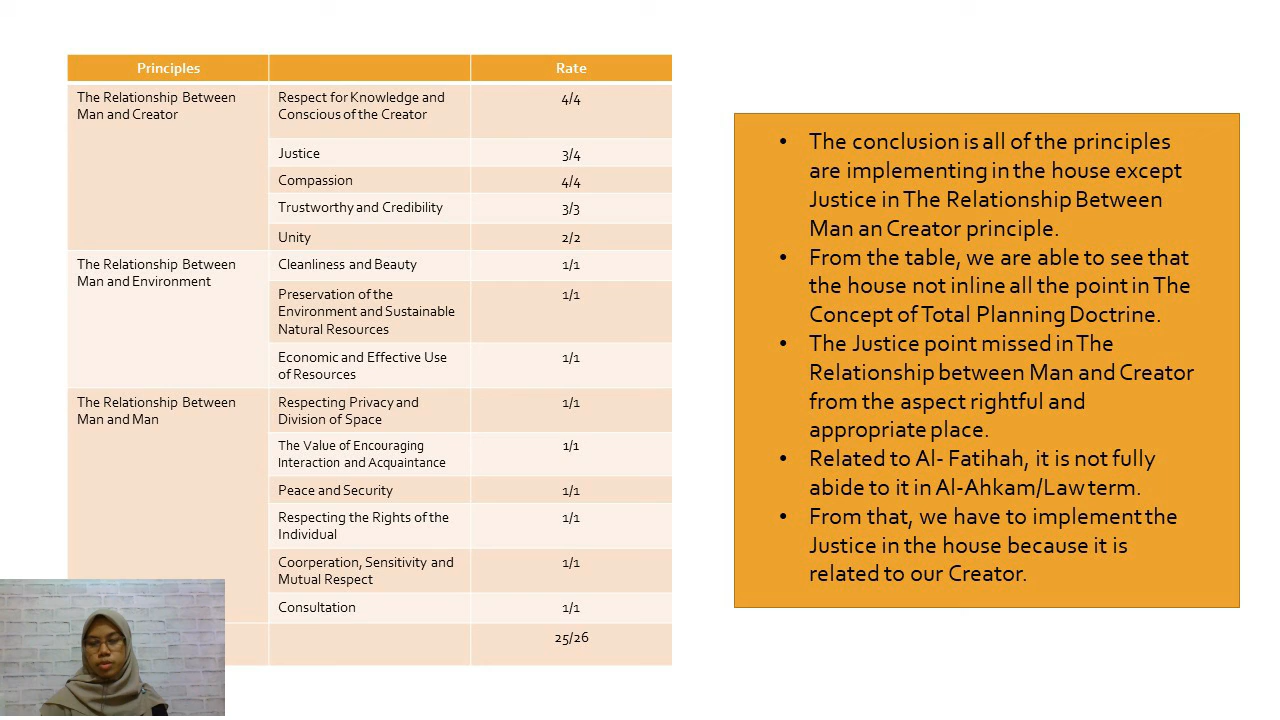 Principles Rate
The Relationship Between
Man and Creator
Respect for Knowledge and
Conscious of the Creator
4/4
Justice 3/4
Compassion 4/4
Trustworthy and Credibility 3/3
Unity 2/2
The Relationship Between
Man and Environment
Cleanliness and Beauty 1/1
Preservation of the
Environment and Sustainable
Natural Resources
1/1
Economic and Effective Use
of Resources
1/1
The Relationship Between
Man and Man
Respecting Privacy and
Division of Space
1/1
The Value of Encouraging
Interaction and Acquaintance
1/1
Peace and Security 1/1
Respecting the Rights of the
Individual
1/1
Coorperation, Sensitivity and
Mutual Respect
1/1
Consultation 1/1
25/26
• The conclusion is all of the principles
are implementing in the house except
Justice in The Relationship Between
Man an Creator principle.
• From the table, we are able to see that
the house not inline all the point in The
Concept of Total Planning Doctrine.
• The Justice point missed in The
Relationship between Man and Creator
from the aspect rightful and
appropriate place.
• Related to Al- Fatihah, it is not fully
abide to it in Al-Ahkam/Law term.
• From that, we have to implement the
Justice in the house because it is
related to our Creator.